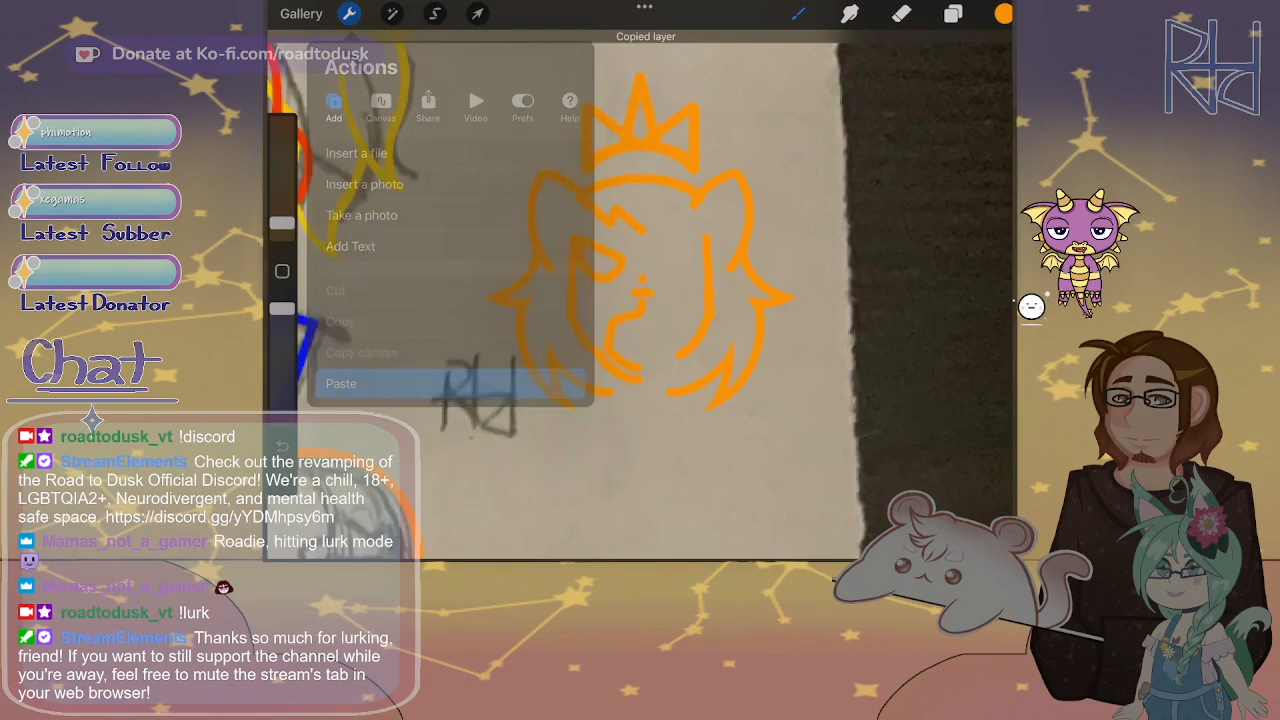 Gallery
Copied layer
Donate at Ko-fi.com/roadtodusk
Actions
Add
Canvas
Share
Video
Prefs
Help
Insert a file
Insert a photo
Take a photo
Add Text
Cut
Copy
Copy canvas
Paste
phimotion
Latest Follow
xegamas
Latest Subber
Latest Donator
Chat
roadtodusk_vt !discord
StreamElements Check out the revamping of
the Road to Dusk Official Discord! We're a chill, 18+,
LGBTQIA2+, Neurodivergent, and mental health
safe space. https://discord.gg/yYDMhpsy6m
Mamas_not_a_gamer Roadie, hitting lurk mode
Mamas_not_a_gamer
roadtodusk_vt !lurk
StreamElements Thanks so much for lurking,
friend! If you want to still support the channel while
you're away, feel free to mute the stream's tab in
your web browser!
Rtd